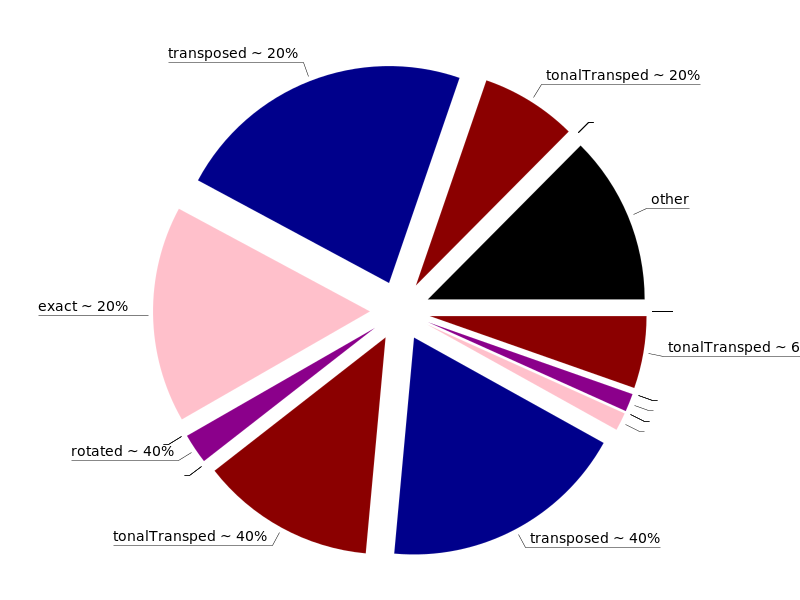 transposed ~ 20%
tonalTransped ~ 20%
other
exact ~ 20%
tonalTransped ~ 6
rotated ~ 40%
tonalTransped ~ 40%
transposed ~ 40%